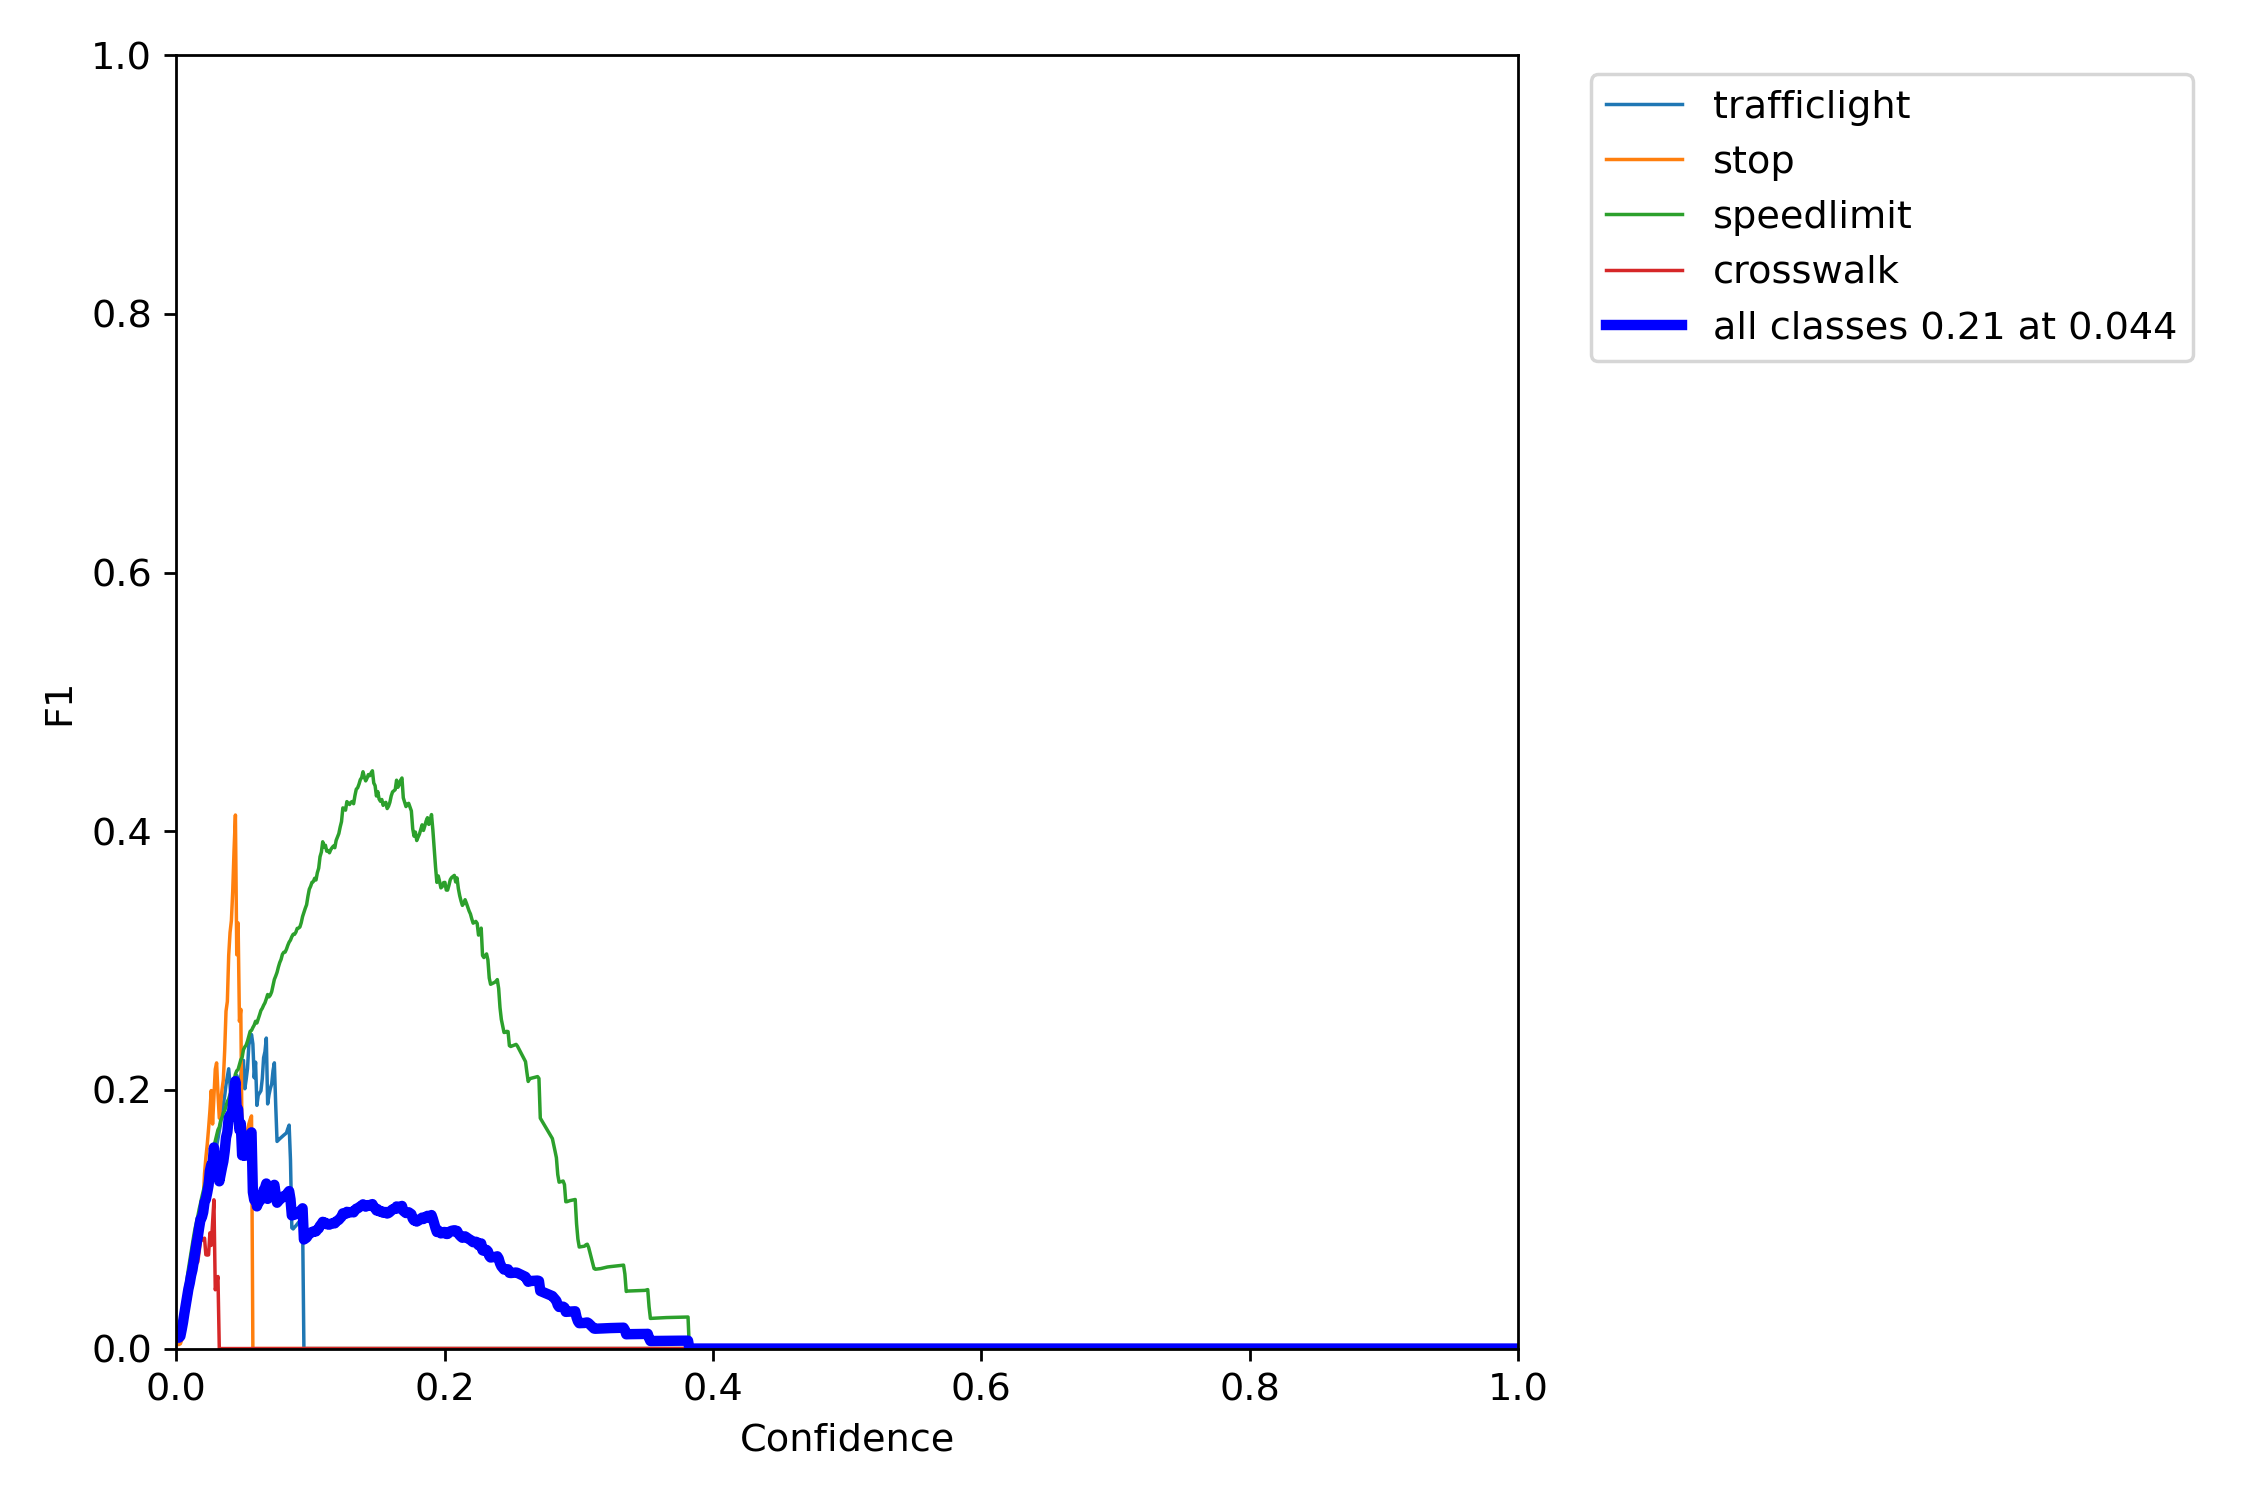 1.0
0.8
0.6
0.4
0.2
0.0
F1
0.0 0.2 0.4 0.6 0.8 1.0
Confidence
trafficlight
stop
speedlimit
crosswalk
all classes 0.21 at 0.044